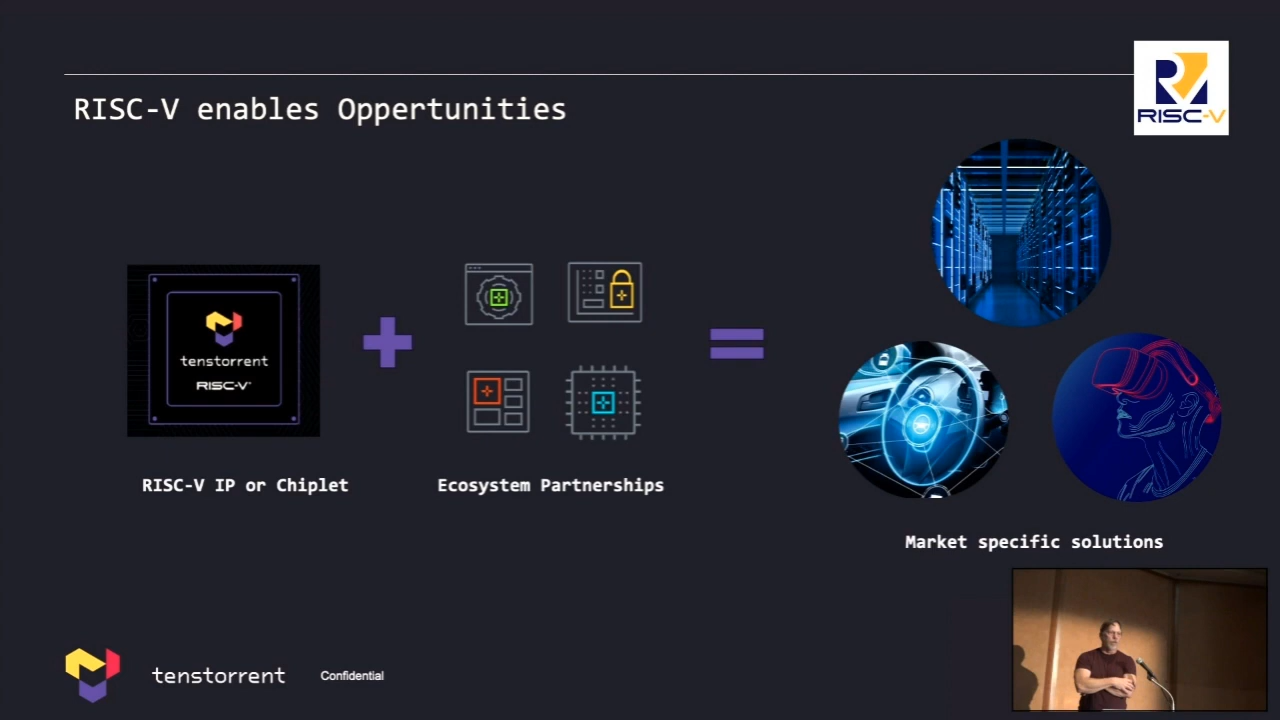 RISC-V enables Oppertunities
RISC-V
tenstorrent
RISC-V
RISC-V IP or Chiplet
Ecosystem Partnerships
Market specific solutions
tenstorrent
Confidential